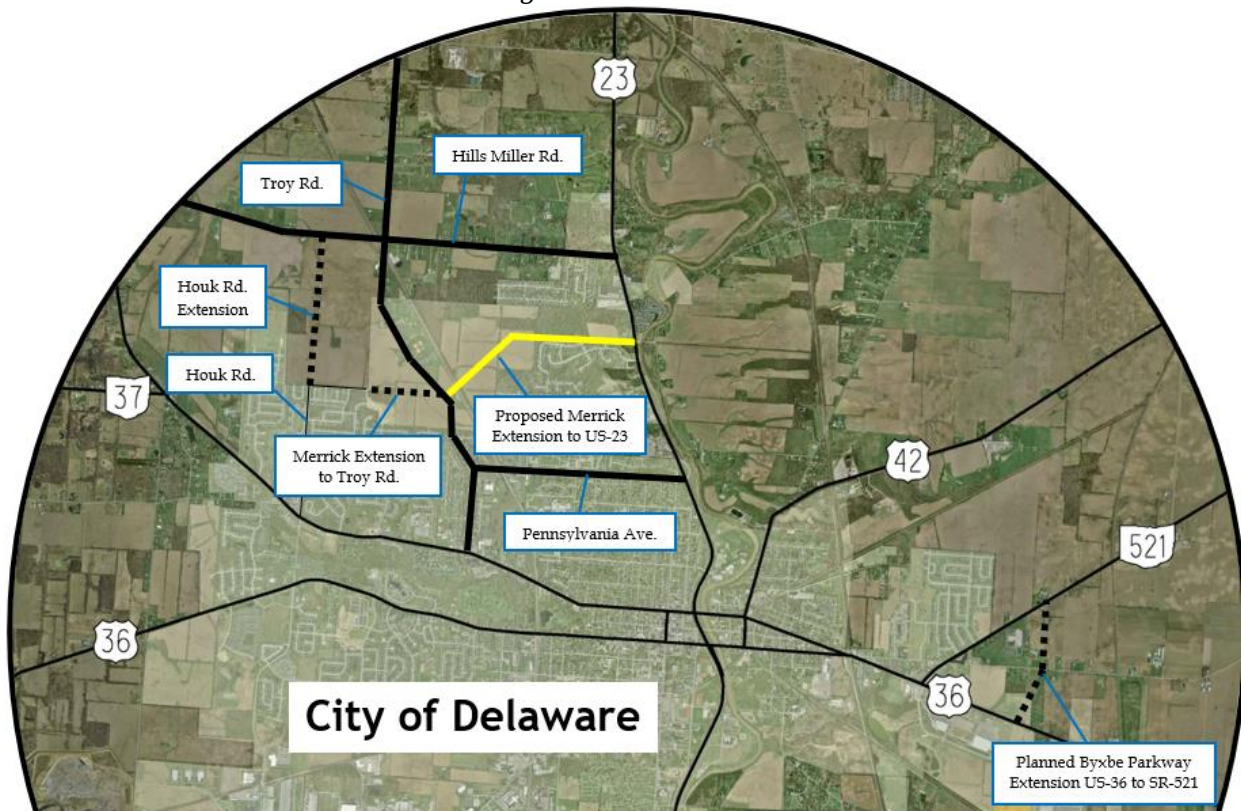 23
Hills Miller Rd.
Troy Rd.
Houk Rd.
Extension
Houk Rd.
37
Proposed Merrick
Extension to US-23
Merrick Extension
to Troy Rd.
42
Pennsylvania Ave.
521
36
City of Delaware
36
Planned Byxbe Parkway
Extension US-36 to SR-521